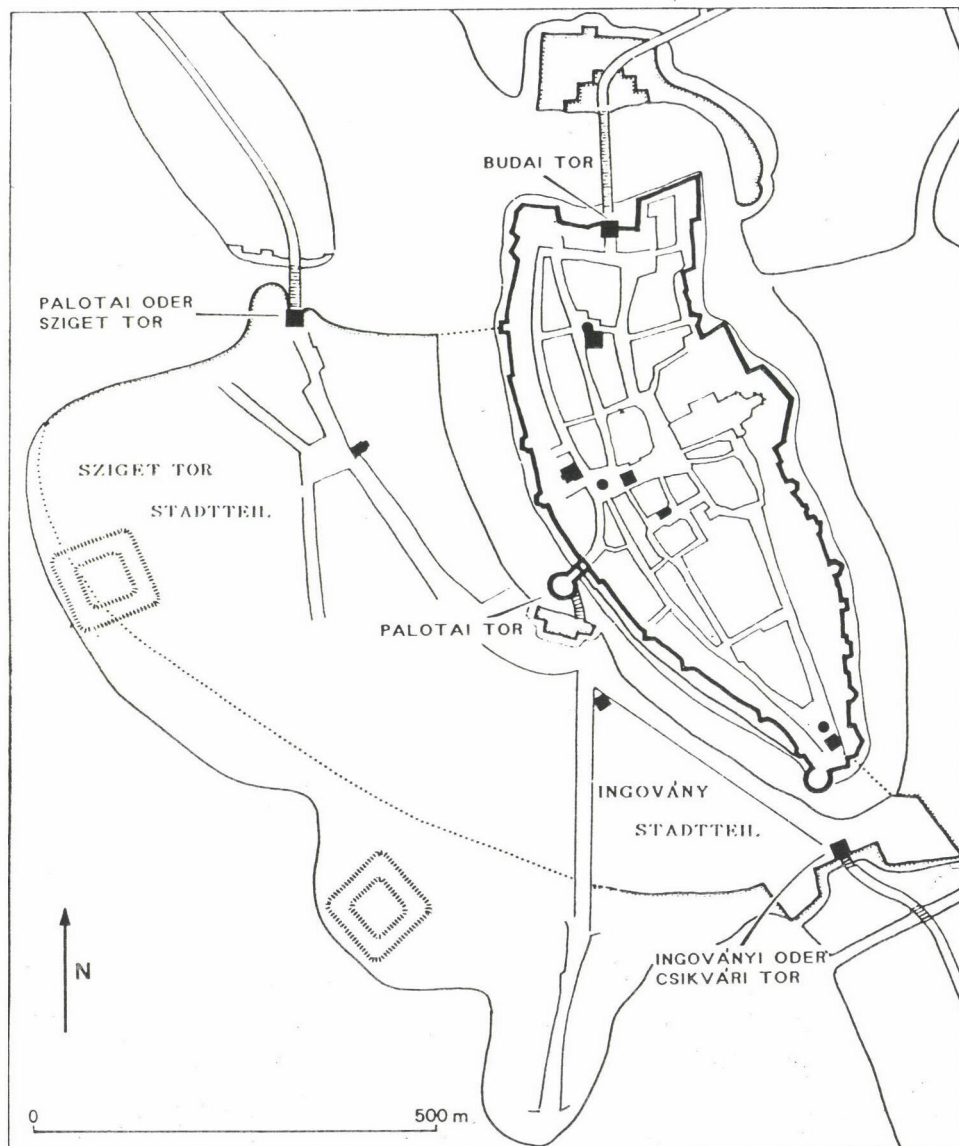 BUDAI TOR
PALOTAI ODER
SZIGET TOR
SZIGET TOR
STADTTEIL
PALOTAI TOR
INGOVÁNY
STADTTEIL
INGOVÁNYI ODER
CSIKVÁRI TOR
N
0 500 m